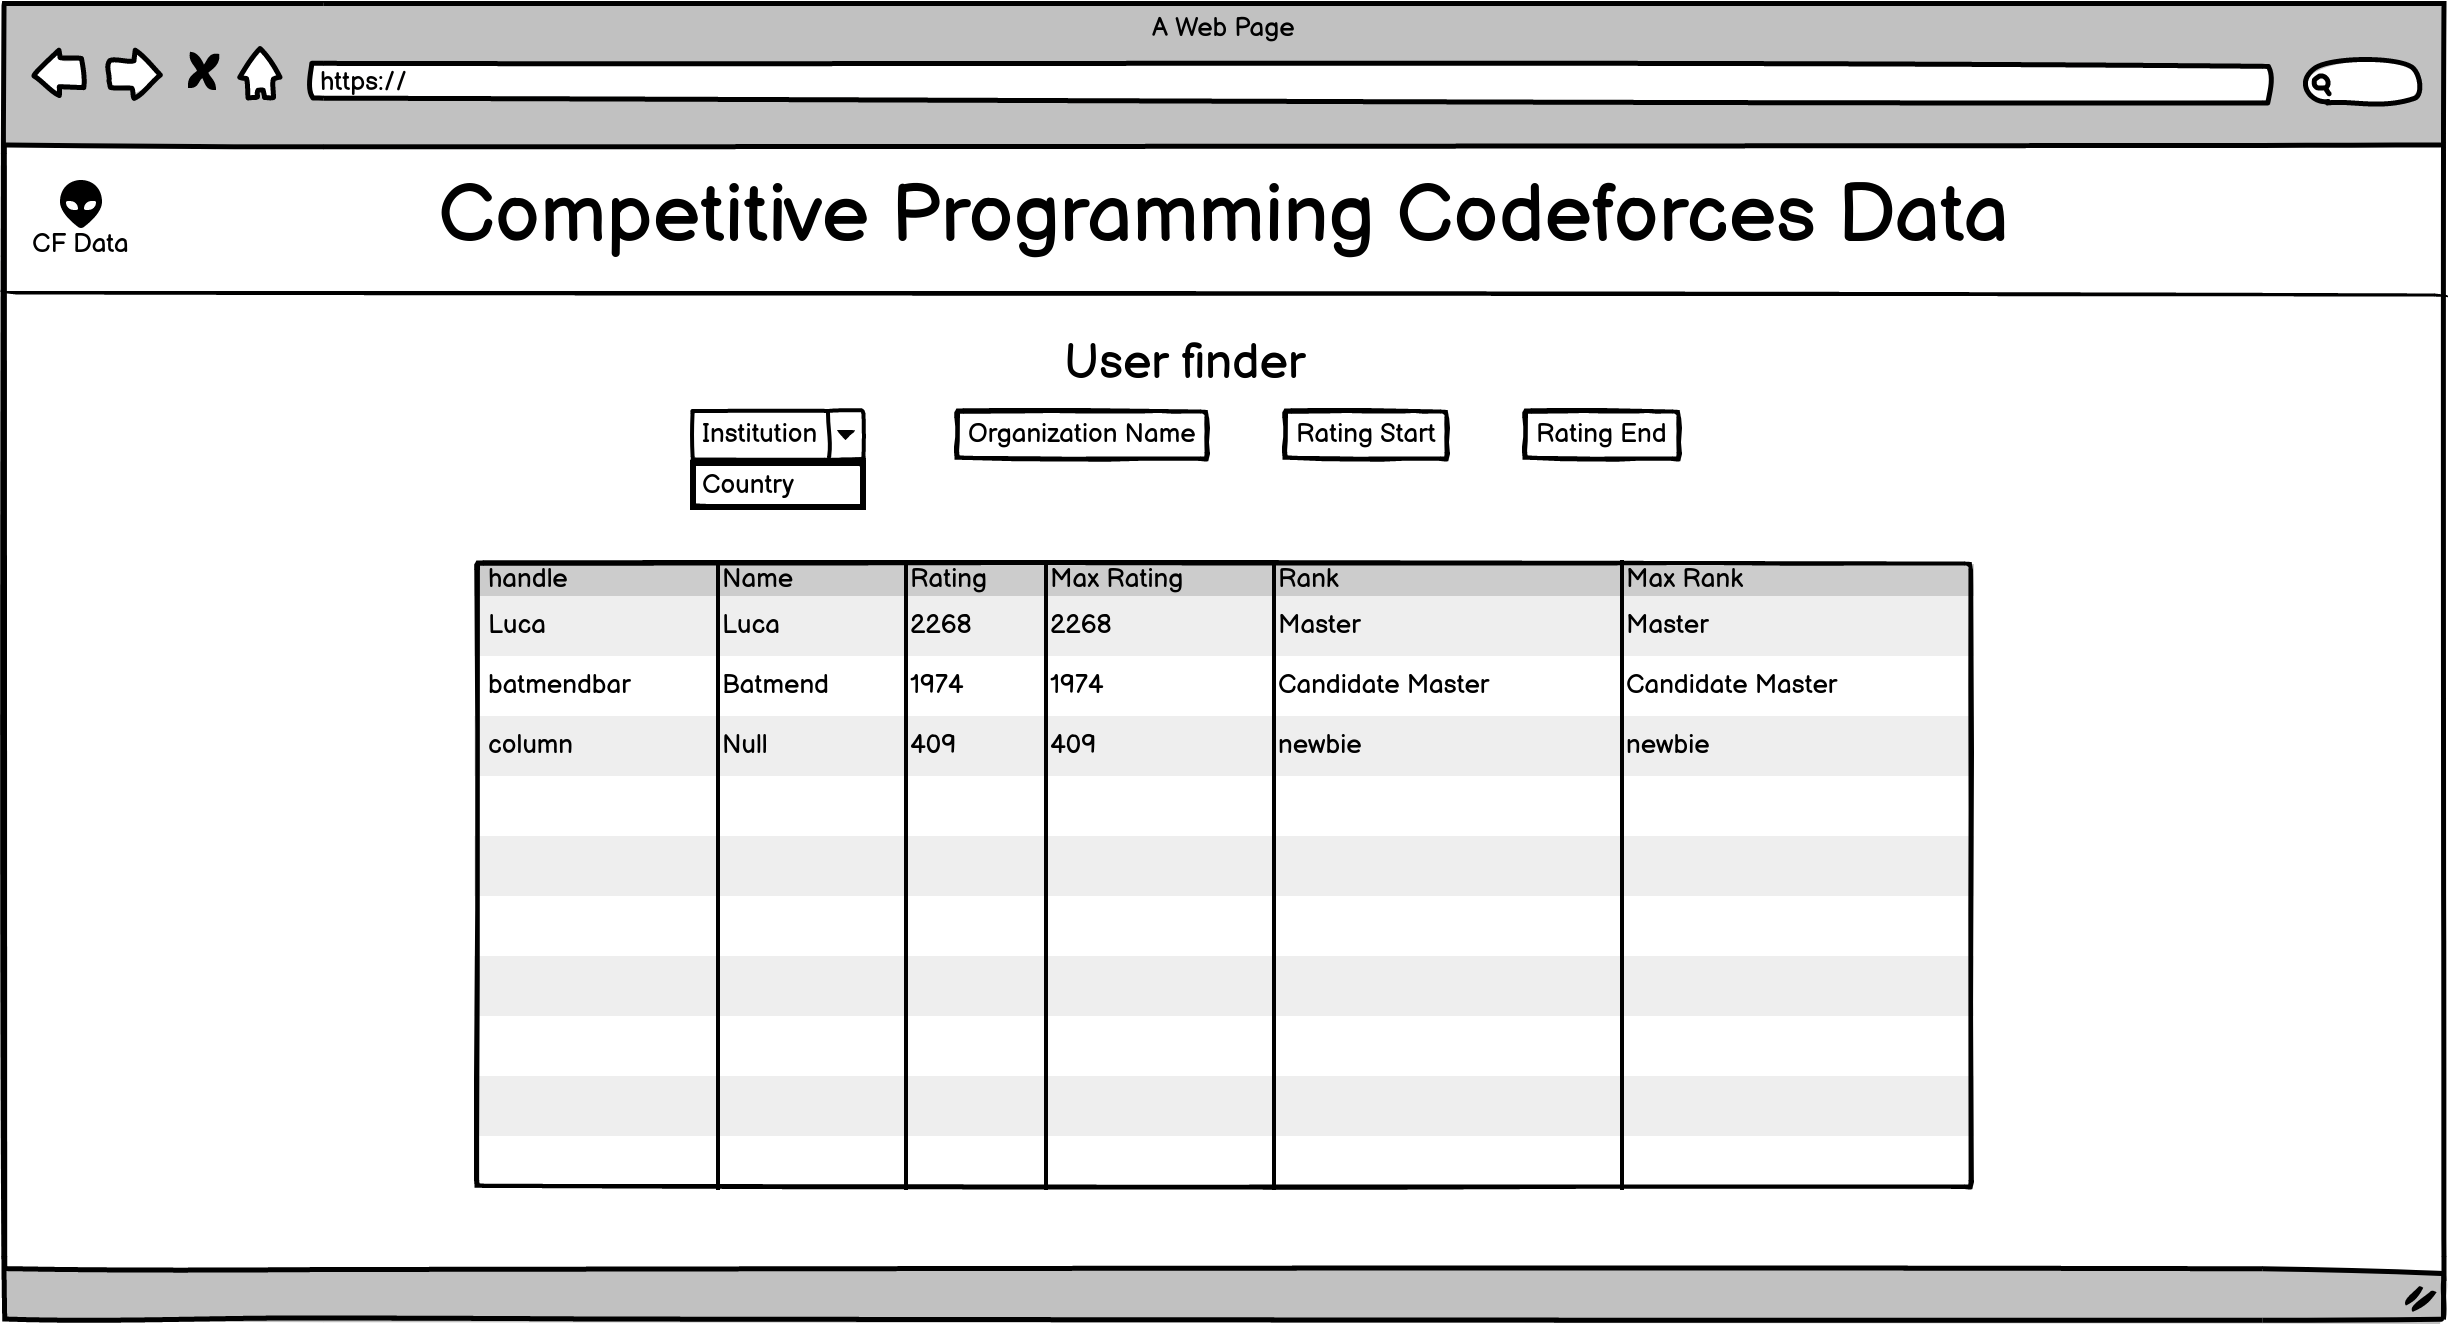 A Web Page
https://
CF Data
Competitive Programming Codeforces Data
User finder
Institution
Organization Name
Rating Start
Rating End
Country
handle Name Rating Max Rating Rank Max Rank
Luca Luca 2268 2268 Master Master
batmendbar Batmend 1974 1974 Candidate Master Candidate Master
column Null 409 409 newbie newbie